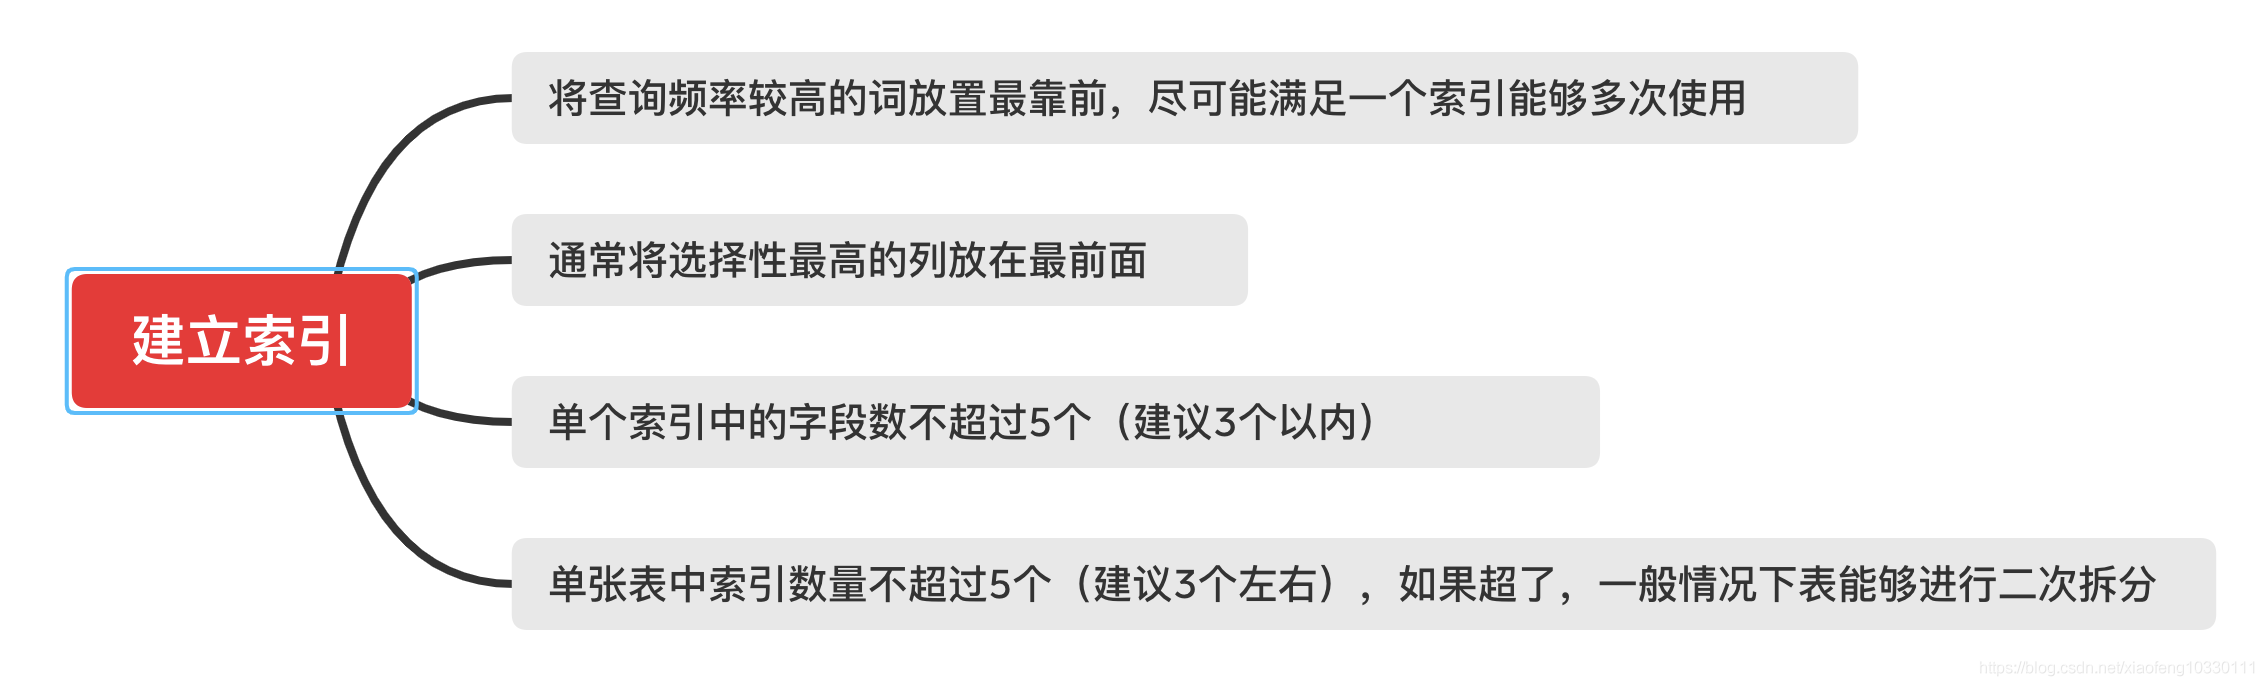 将查询频率较高的词放置最靠前，尽可能满足一个索引能够多次使用
通常将选择性最高的列放在最前面
建立索引
单个索引中的字段数不超过5个（建议3个以内）
单张表中索引数量不超过5个（建议3个左右），如果超了，一般情况下表能够进行二次拆分
https://blog.csdn.net/xiaofeng10330111